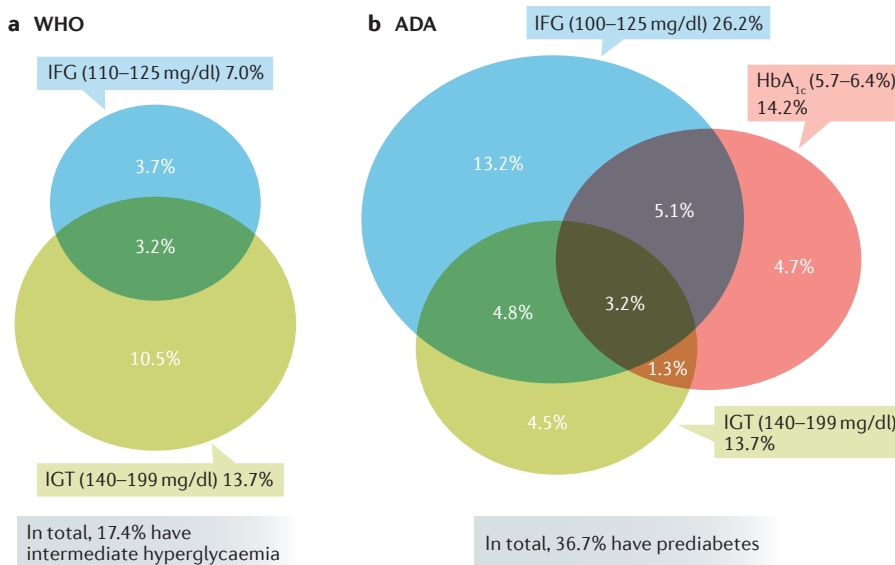 a WHO
IFG (110–125 mg/dl) 7.0%
3.7%
3.2%
10.5%
IGT (140–199 mg/dl) 13.7%
In total, 17.4% have
intermediate hyperglycaemia
b ADA
IFG (100–125 mg/dl) 26.2%
HbA1c (5.7–6.4%)
14.2%
13.2%
5.1%
4.7%
4.8%
3.2%
1.3%
4.5%
IGT (140–199 mg/dl)
13.7%
In total, 36.7% have prediabetes